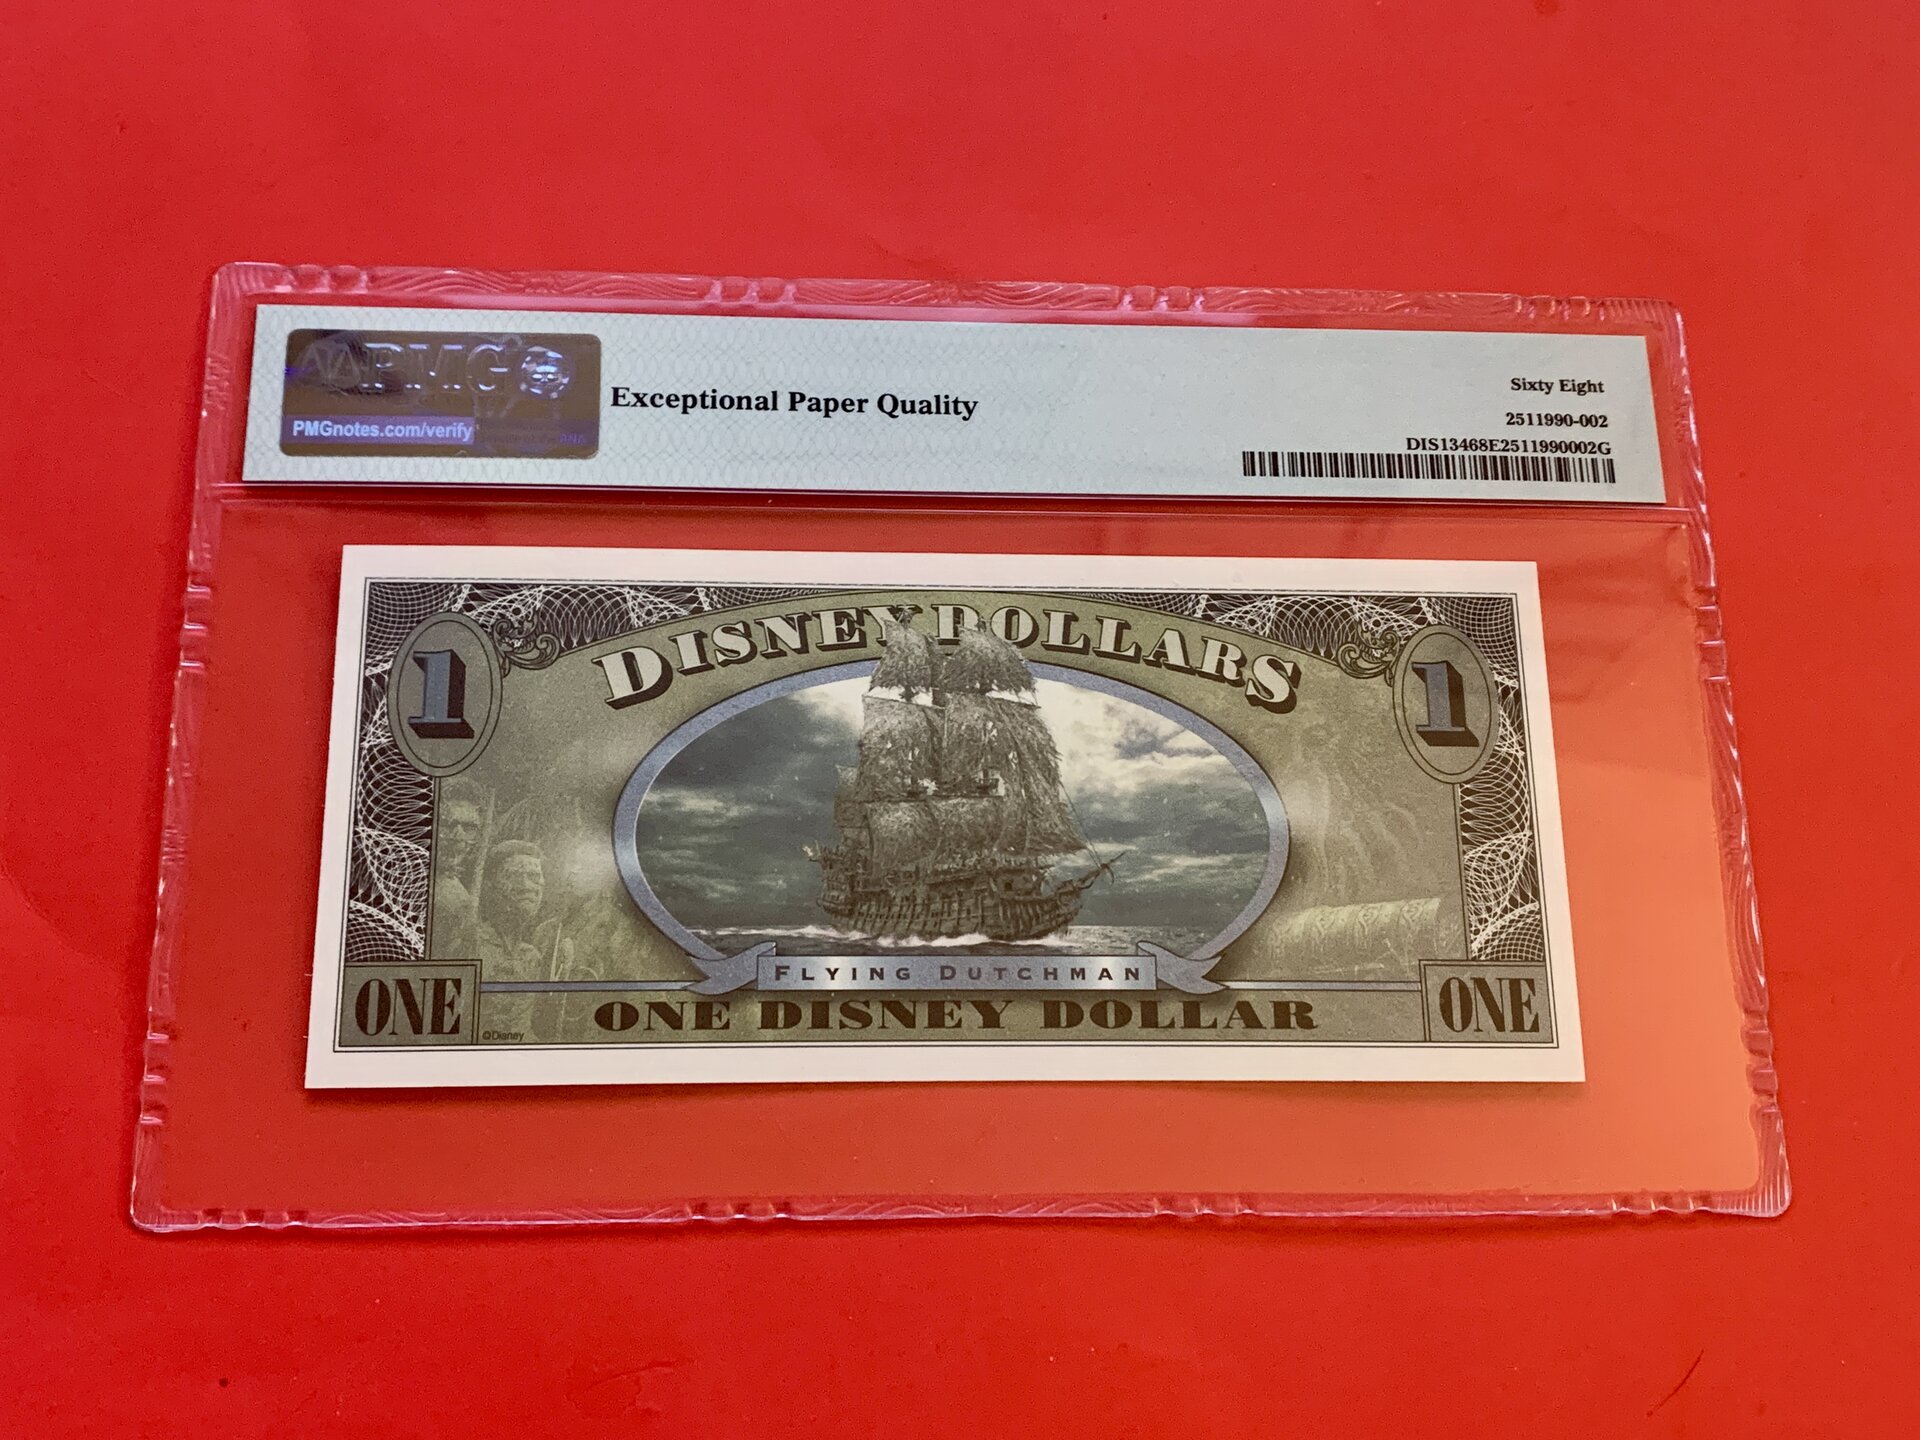 PMG
PMGnotes.com/verify
Exceptional Paper Quality
Sixty Eight
2511990-002
DIS13468E2511990002G
DISNEY DOLLARS
1
1
FLYING DUTCHMAN
ONE
ONE DISNEY DOLLAR
ONE
©Disney